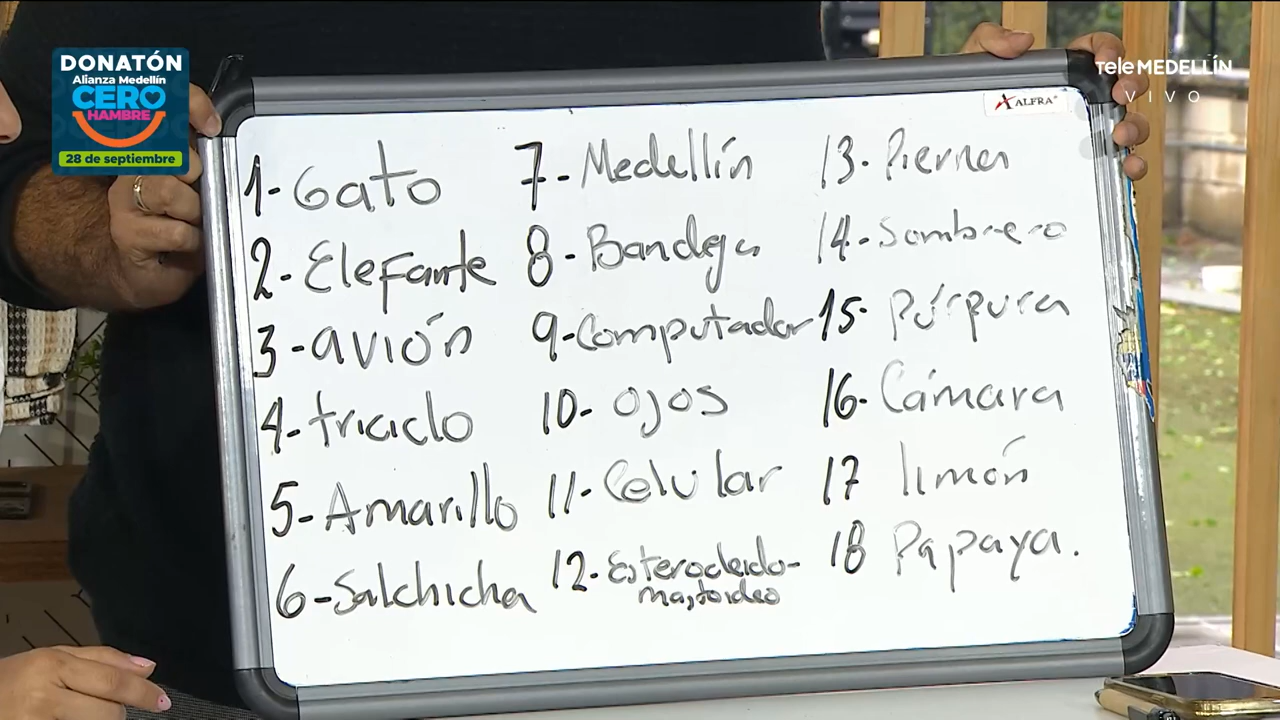 DONATÓN
Alianza Medellín
CERO
HAMBRE
28 de septiembre
TeleMEDELLÍN
VIVO
ALFRA
1-Gato
2-Elefante
3-avión
4-triciclo
5-Amarillo
6-Salchicha
7-Medellín
8-Bandeja
9-Computador
10-Ojos
11-Celular
12-Esternocleido-
mastoideo
13-Pierna
14-Sombrero
15-Púrpura
16-Cámara
17 limón
18 Papaya.